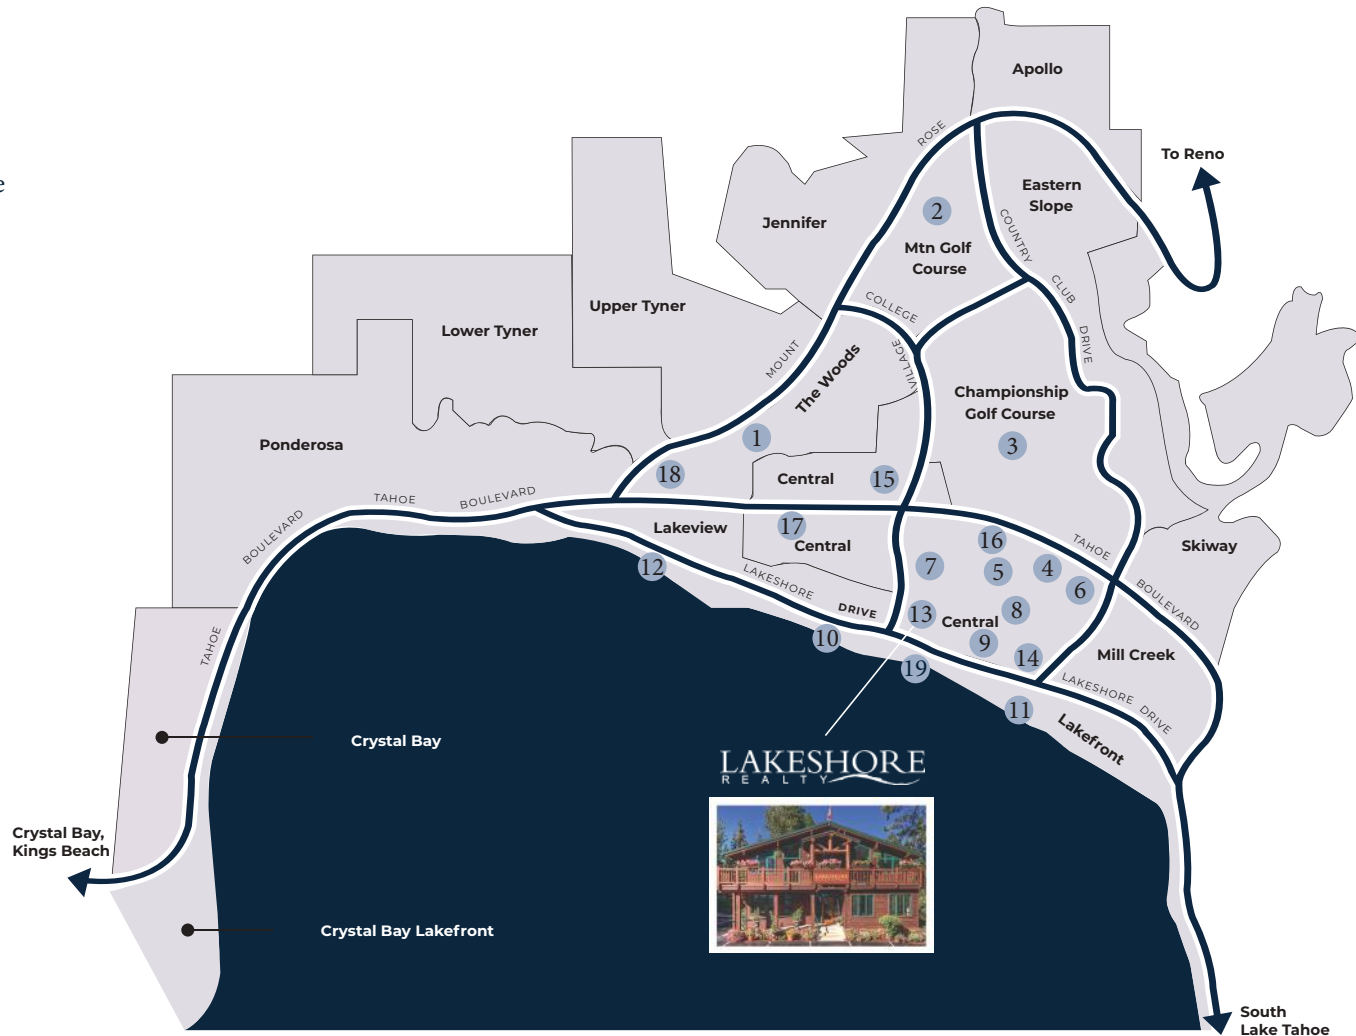 e
Apollo
ROSE
To Reno
Eastern
Slope
2
Jennifer
COUNTRY
Mtn Golf
Course
CLUB
COLLEGE
Upper Tyner
Lower Tyner
DRIVE
MOUNT
VILLAGE
The Woods
Championship
Golf Course
1
3
Ponderosa
18
Central
15
TAHOE
BOULEVARD
BOULEVARD
Lakeview
17
Central
16
TAHOE
Skiway
12
7
5
4
6
LAKESHORE
DRIVE
BOULEVARD
13
8
Central
10
9
14
Mill Creek
TAHOE
19
LAKESHORE
DRIVE
11
Lakefront
Crystal Bay
LAKESHORE
REALTY
LAKESHORE
Crystal Bay,
Kings Beach
Crystal Bay Lakefront
South
Lake Tahoe